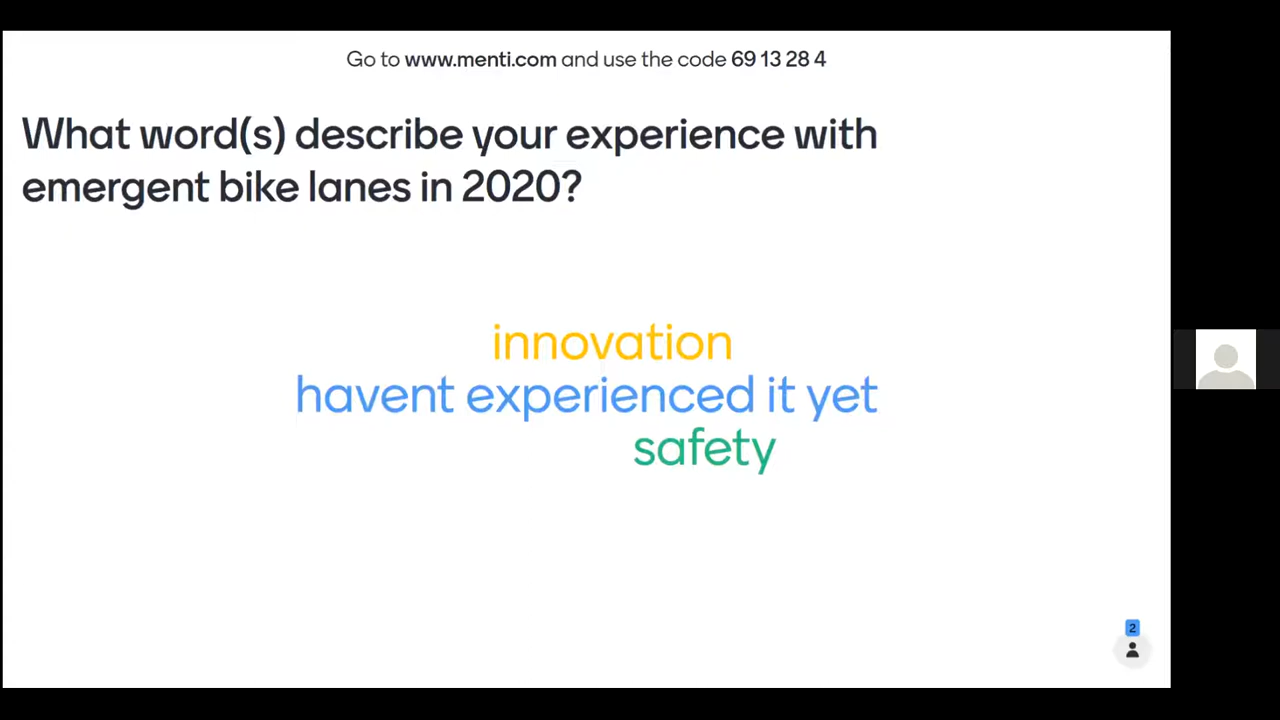 Go to www.menti.com and use the code 69 13 28 4
What word(s) describe your experience with
emergent bike lanes in 2020?
innovation
havent experienced it yet
safety
2